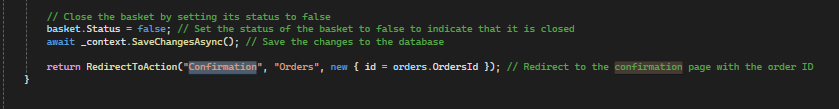 // Close the basket by setting its status to false
basket.Status = false; // Set the status of the basket to false to indicate that it is closed
await _context.SaveChangesAsync(); // Save the changes to the database
return RedirectToAction("Confirmation", "Orders", new { id = orders.OrdersId }); // Redirect to the confirmation page with the order ID
}